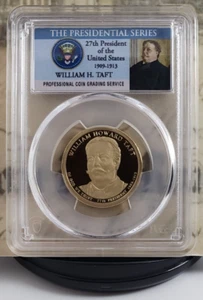 THE PRESIDENTIAL SERIES
27th President
of the
United States
1909-1913
WILLIAM H. TAFT
PROFESSIONAL COIN GRADING SERVICE
WILLIAM HOWARD TAFT